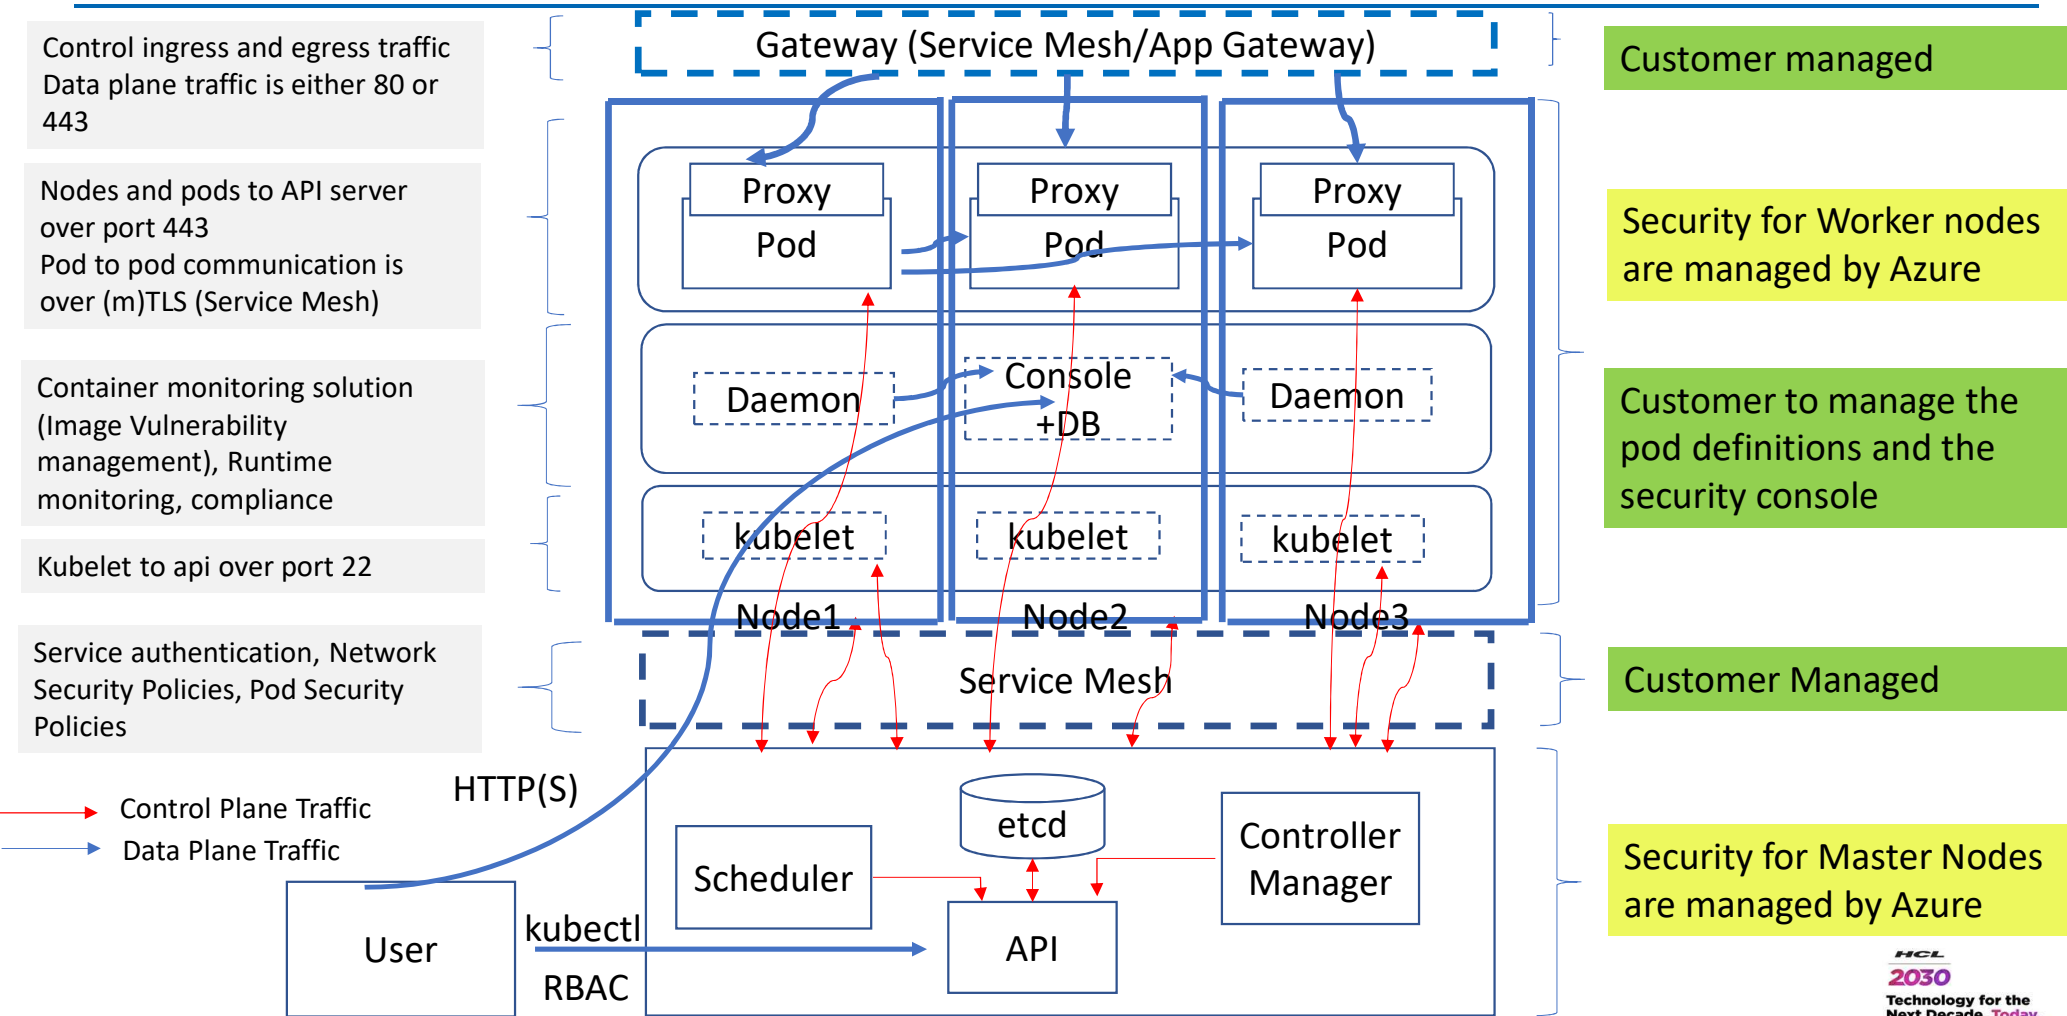 Gateway (Service Mesh/App Gateway)
Control ingress and egress traffic
Data plane traffic is either 80 or
443
Customer managed
Nodes and pods to API server
over port 443
Pod to pod communication is
over (m)TLS (Service Mesh)
Proxy
Pod
Proxy
Pod
Proxy
Pod
Security for Worker nodes
are managed by Azure
Container monitoring solution
(Image Vulnerability
management), Runtime
monitoring, compliance
Daemon
Console
+DB
Daemon
Customer to manage the
pod definitions and the
security console
Kubelet to api over port 22
kubelet
kubelet
kubelet
Node1
Node2
Node3
Service authentication, Network
Security Policies, Pod Security
Policies
Service Mesh
Customer Managed
HTTP(S)
Control Plane Traffic
Data Plane Traffic
etcd
Scheduler
Controller
Manager
API
User
kubectl
RBAC
Security for Master Nodes
are managed by Azure
HCL
2030
Technology for the
Next Decade. Today